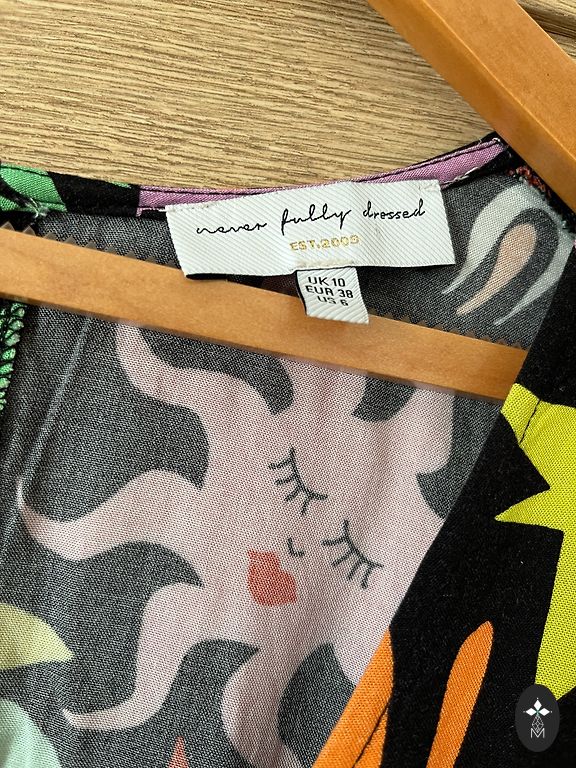 never fully dressed
EST.2009
UK 10
EUR 38
US 6
M